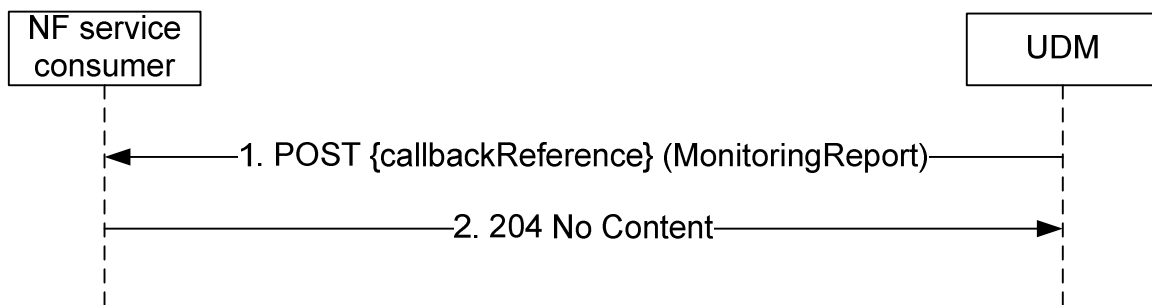 NF service
consumer
UDM
1. POST {callbackReference} (MonitoringReport)
2. 204 No Content